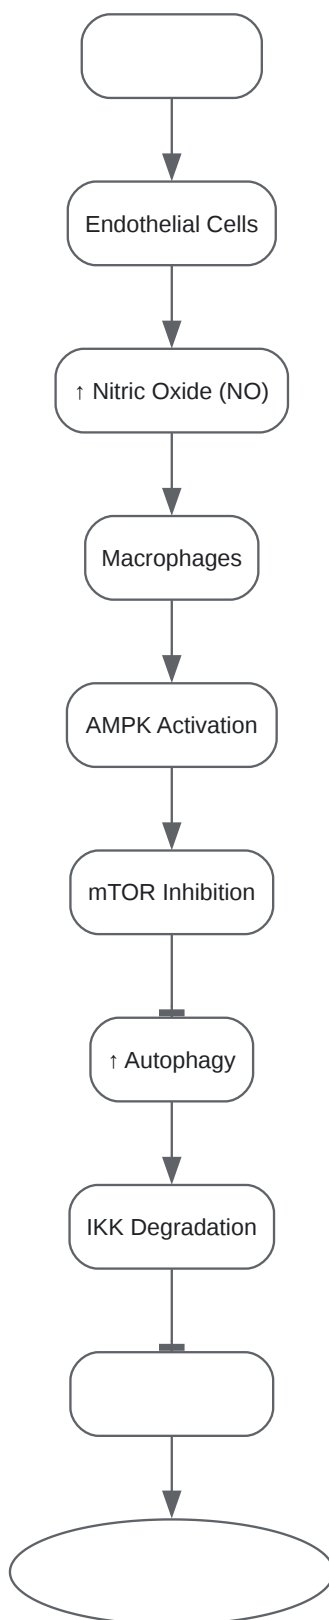 Endothelial Cells
↑ Nitric Oxide (NO)
Macrophages
AMPK Activation
mTOR Inhibition
↑ Autophagy
IKK Degradation